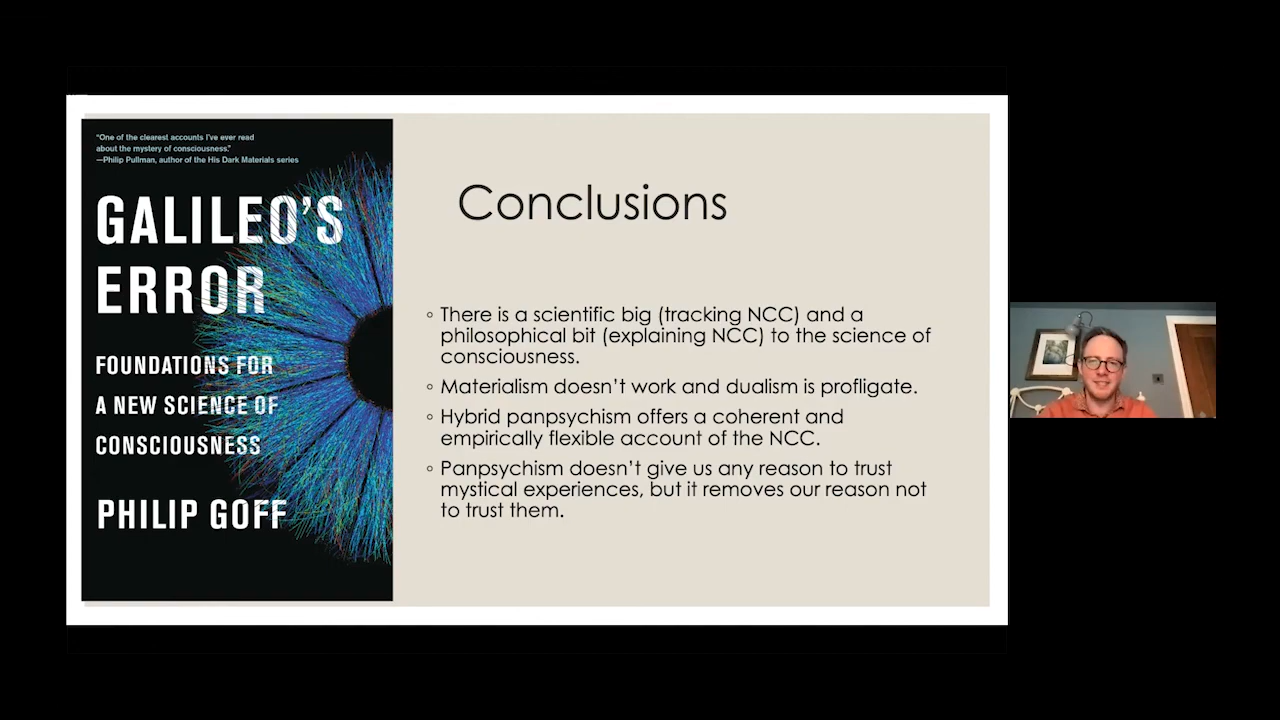 "One of the clearest accounts I've ever read
about the mystery of consciousness."
—Philip Pullman, author of the His Dark Materials series
GALILEO'S
ERROR
FOUNDATIONS FOR
A NEW SCIENCE OF
CONSCIOUSNESS
PHILIP GOFF
Conclusions
◦ There is a scientific big (tracking NCC) and a
philosophical bit (explaining NCC) to the science of
consciousness.
◦ Materialism doesn't work and dualism is profligate.
◦ Hybrid panpsychism offers a coherent and
empirically flexible account of the NCC.
◦ Panpsychism doesn't give us any reason to trust
mystical experiences, but it removes our reason not
to trust them.